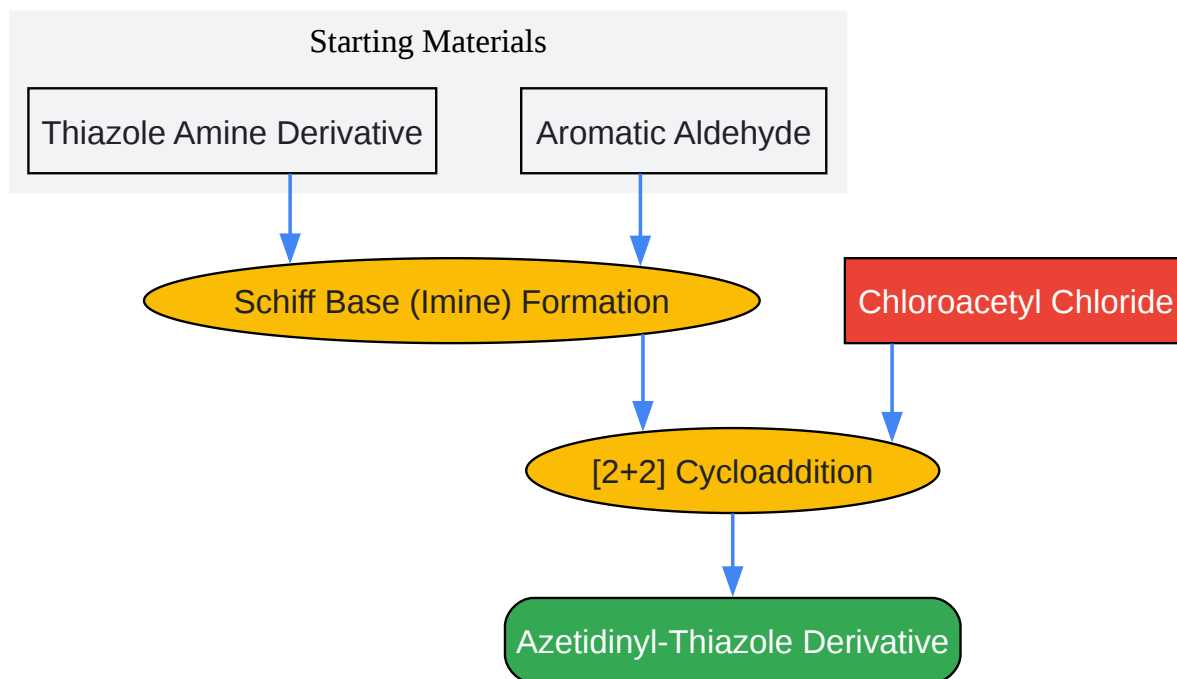 Starting Materials
Thiazole Amine Derivative
Aromatic Aldehyde
Schiff Base (Imine) Formation
Chloroacetyl Chloride
[2+2] Cycloaddition
Azetidinyl-Thiazole Derivative